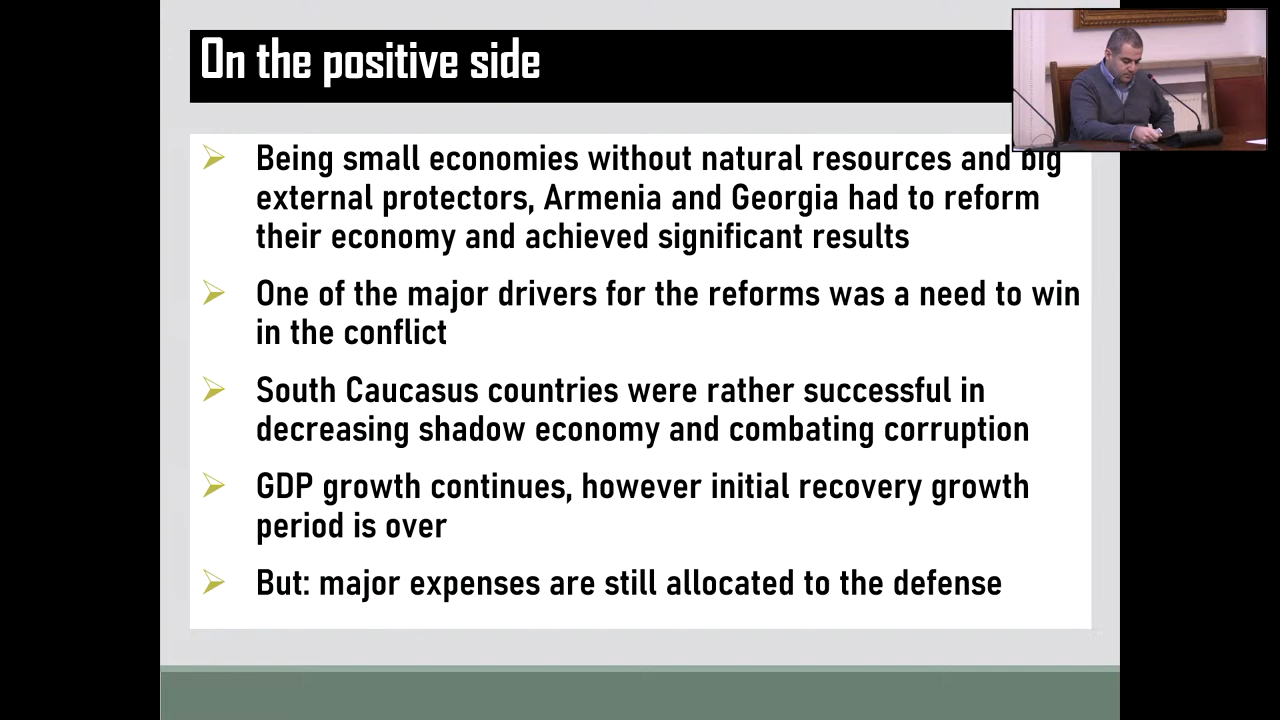 On the positive side
Being small economies without natural resources and big
external protectors, Armenia and Georgia had to reform
their economy and achieved significant results
One of the major drivers for the reforms was a need to win
in the conflict
South Caucasus countries were rather successful in
decreasing shadow economy and combating corruption
GDP growth continues, however initial recovery growth
period is over
But: major expenses are still allocated to the defense